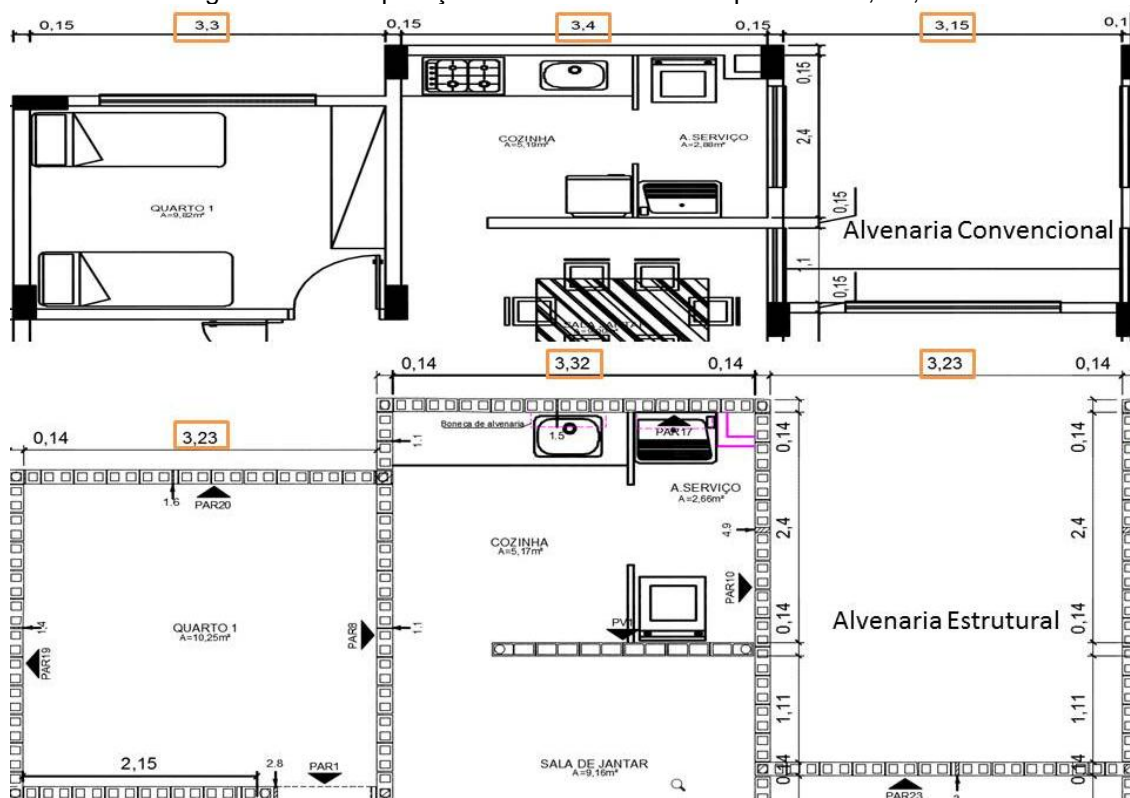 0,15 3,3 0,15 3,4 0,15 3,15
0,15
COZINHA
A=5,19m²
A.SERVIÇO
A=2,88m²
2,4
QUARTO 1
A=9,82m²
0,15
Alvenaria Convencional
0,15
0,14 3,32 0,14 3,23 0,14
Boneca de alvenaria
1.5
PAR17
0,14 3,23
1.1
0,14
0,14
1.6
PAR20
A.SERVIÇO
A=2,66m²
4.9
2,4
2,4
COZINHA
A=5,17m²
PAR10
QUARTO 1
A=10,25m²
1.4
PAR8
1.1
PV1
0,14
Alvenaria Estrutural
0,14
PAR19
1,11
1,11
2,15
2.8
PAR1
SALA DE JANTAR
A=9,16m²
0,14
0,14
PAR23